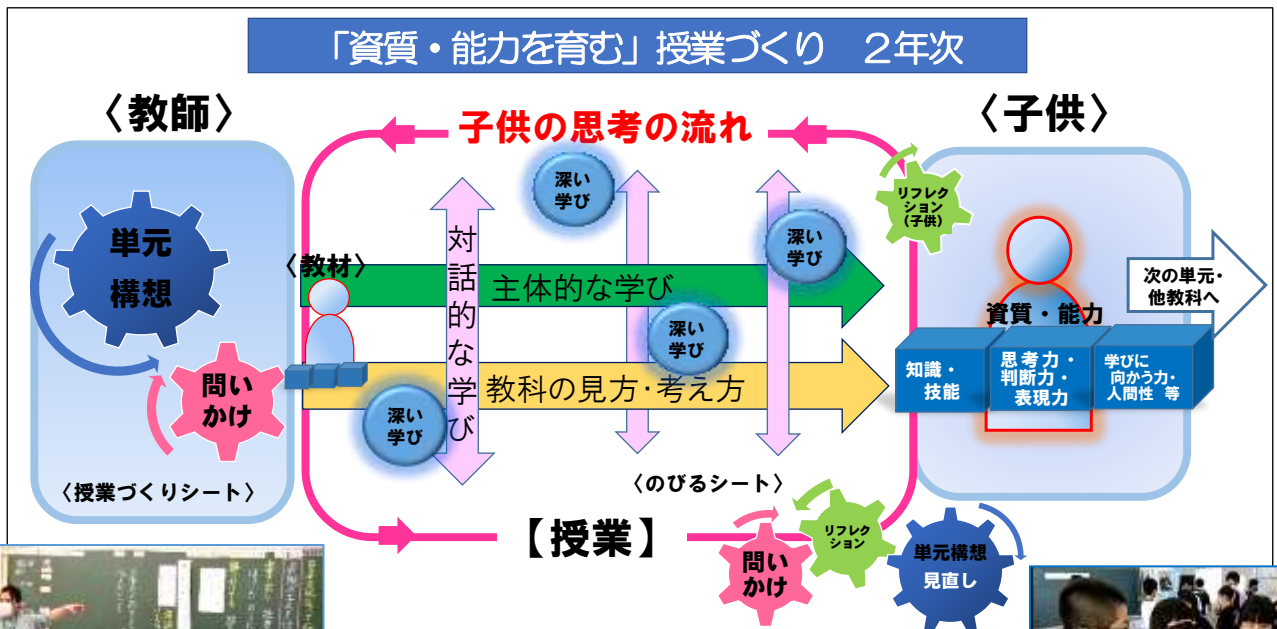 「資質・能力を育む」授業づくり　２年次
〈教師〉
子供の思考の流れ
〈子供〉
単元
構想
問い
かけ
〈授業づくりシート〉
〈教材〉
対話的な学び
主体的な学び
教科の見方・考え方
深い
学び
深い
学び
深い
学び
深い
学び
〈のびるシート〉
【授業】
リフレク
ション
（子供）
資質・能力
知識・
技能
思考力・
判断力・
表現力
学びに
向かう力・
人間性 等
次の単元・
他教科へ
問い
かけ
リフレク
ション
単元構想
見直し